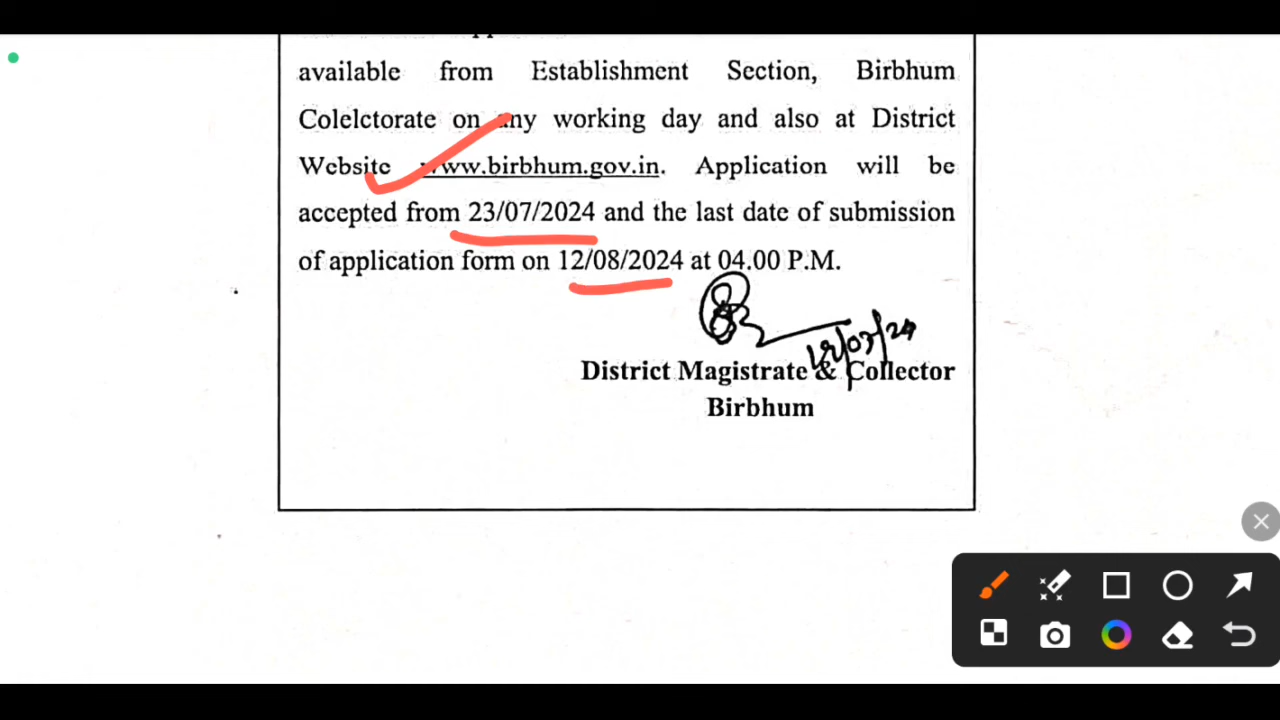 available from Establishment Section, Birbhum
Colelctorate on any working day and also at District
Website www.birbhum.gov.in. Application will be
accepted from 23/07/2024 and the last date of submission
of application form on 12/08/2024 at 04.00 P.M.
District Magistrate & Collector
Birbhum